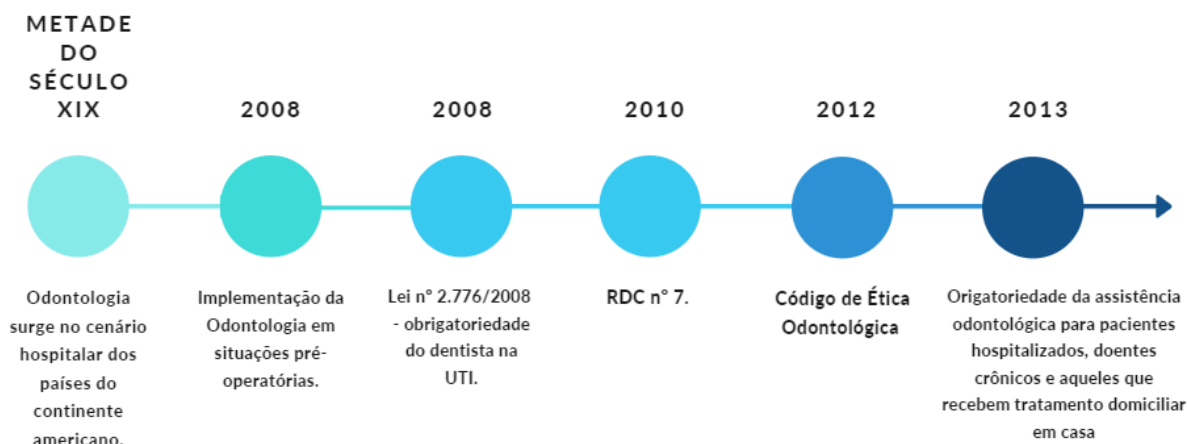 METADE
DO
SÉCULO
XIX
Odontologia
surge no cenário
hospitalar dos
países do
continente
americano.
2008
Implementação da
Odontologia em
situações pré-
operatórias.
2008
Lei n° 2.776/2008
- obrigatoriedade
do dentista na
UTI.
2010
RDC n° 7.
2012
Código de Ética
Odontológica
2013
Origatoriedade da assistência
odontológica para pacientes
hospitalizados, doentes
crônicos e aqueles que
recebem tratamento domiciliar
em casa